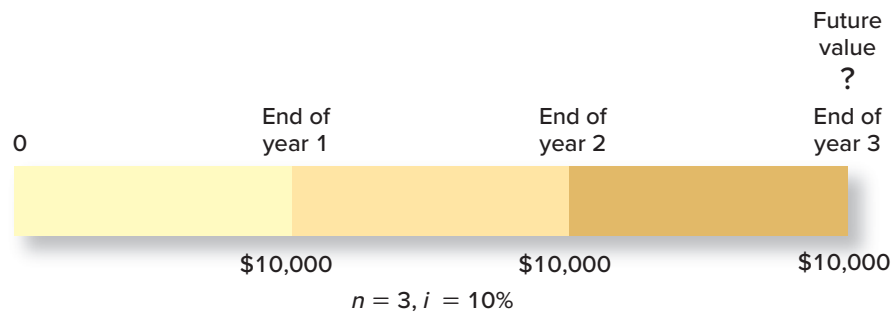 Future
value
?
0
End of
year 1
End of
year 2
End of
year 3
$10,000
$10,000
$10,000
n = 3, i = 10%